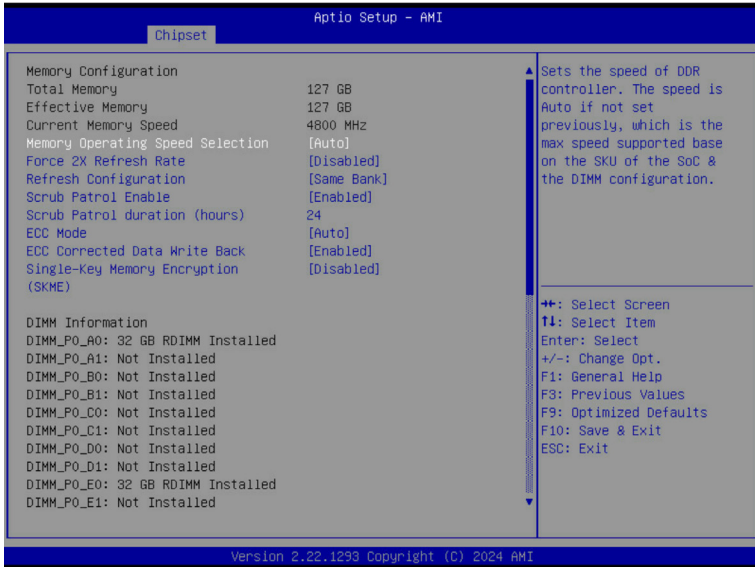 Aptio Setup – AMI
Chipset
Memory Configuration
Total Memory 127 GB
Effective Memory 127 GB
Current Memory Speed 4800 MHz
Memory Operating Speed Selection [Auto]
Force 2X Refresh Rate [Disabled]
Refresh Configuration [Same Bank]
Scrub Patrol Enable [Enabled]
Scrub Patrol duration (hours) 24
ECC Mode [Auto]
ECC Corrected Data Write Back [Enabled]
Single-Key Memory Encryption [Disabled]
(SKME)
DIMM Information
DIMM_P0_A0: 32 GB RDIMM Installed
DIMM_P0_A1: Not Installed
DIMM_P0_B0: Not Installed
DIMM_P0_B1: Not Installed
DIMM_P0_C0: Not Installed
DIMM_P0_C1: Not Installed
DIMM_P0_D0: Not Installed
DIMM_P0_D1: Not Installed
DIMM_P0_E0: 32 GB RDIMM Installed
DIMM_P0_E1: Not Installed
Sets the speed of DDR
controller. The speed is
Auto if not set
previously, which is the
max speed supported base
on the SKU of the SoC &
the DIMM configuration.
→←: Select Screen
↑↓: Select Item
Enter: Select
+/-: Change Opt.
F1: General Help
F3: Previous Values
F9: Optimized Defaults
F10: Save & Exit
ESC: Exit
Version 2.22.1293 Copyright (C) 2024 AMI